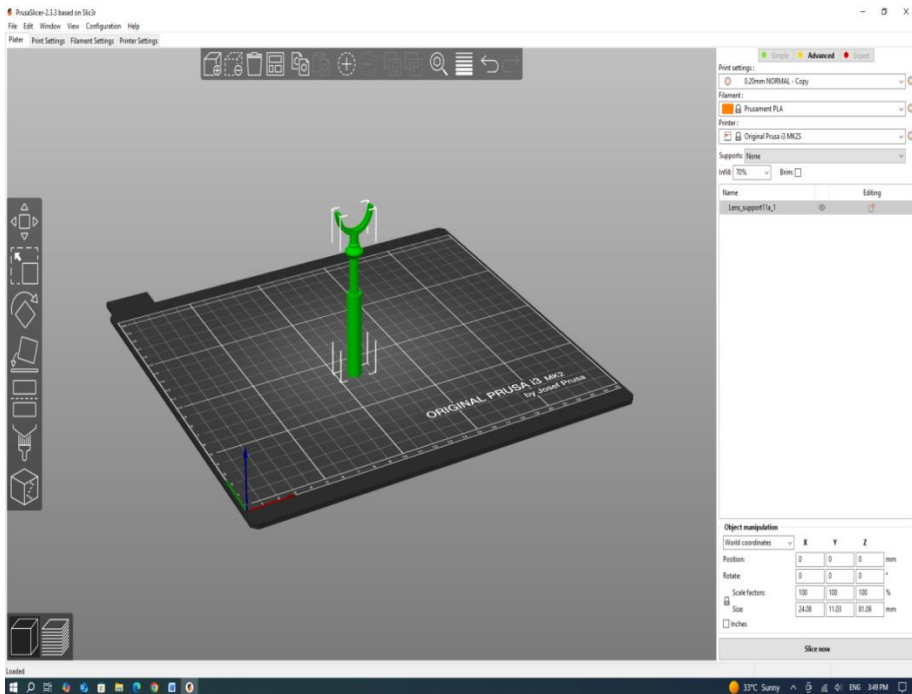 PrusaSlicer-2.3.3 based on Slic3r
File Edit Window View Configuration Help
Plater Print Settings Filament Settings Printer Settings
Simple Advanced Expert
Print settings :
0.20mm NORMAL - Copy
Filament :
Prusament PLA
Printer :
Original Prusa i3 MK2S
Supports: None
Infill: 70% Brim:
Name Editing
Lens_support11a_1
ORIGINAL PRUSA i3 MK2
by Josef Prusa
Object manipulation
World coordinates X Y Z
Position: 0 0 0 mm
Rotate: 0 0 0 °
Scale factors: 100 100 100 %
Size: 24.08 11.03 81.09 mm
Inches
Slice now
Loaded
33°C Sunny ENG 3:49 PM